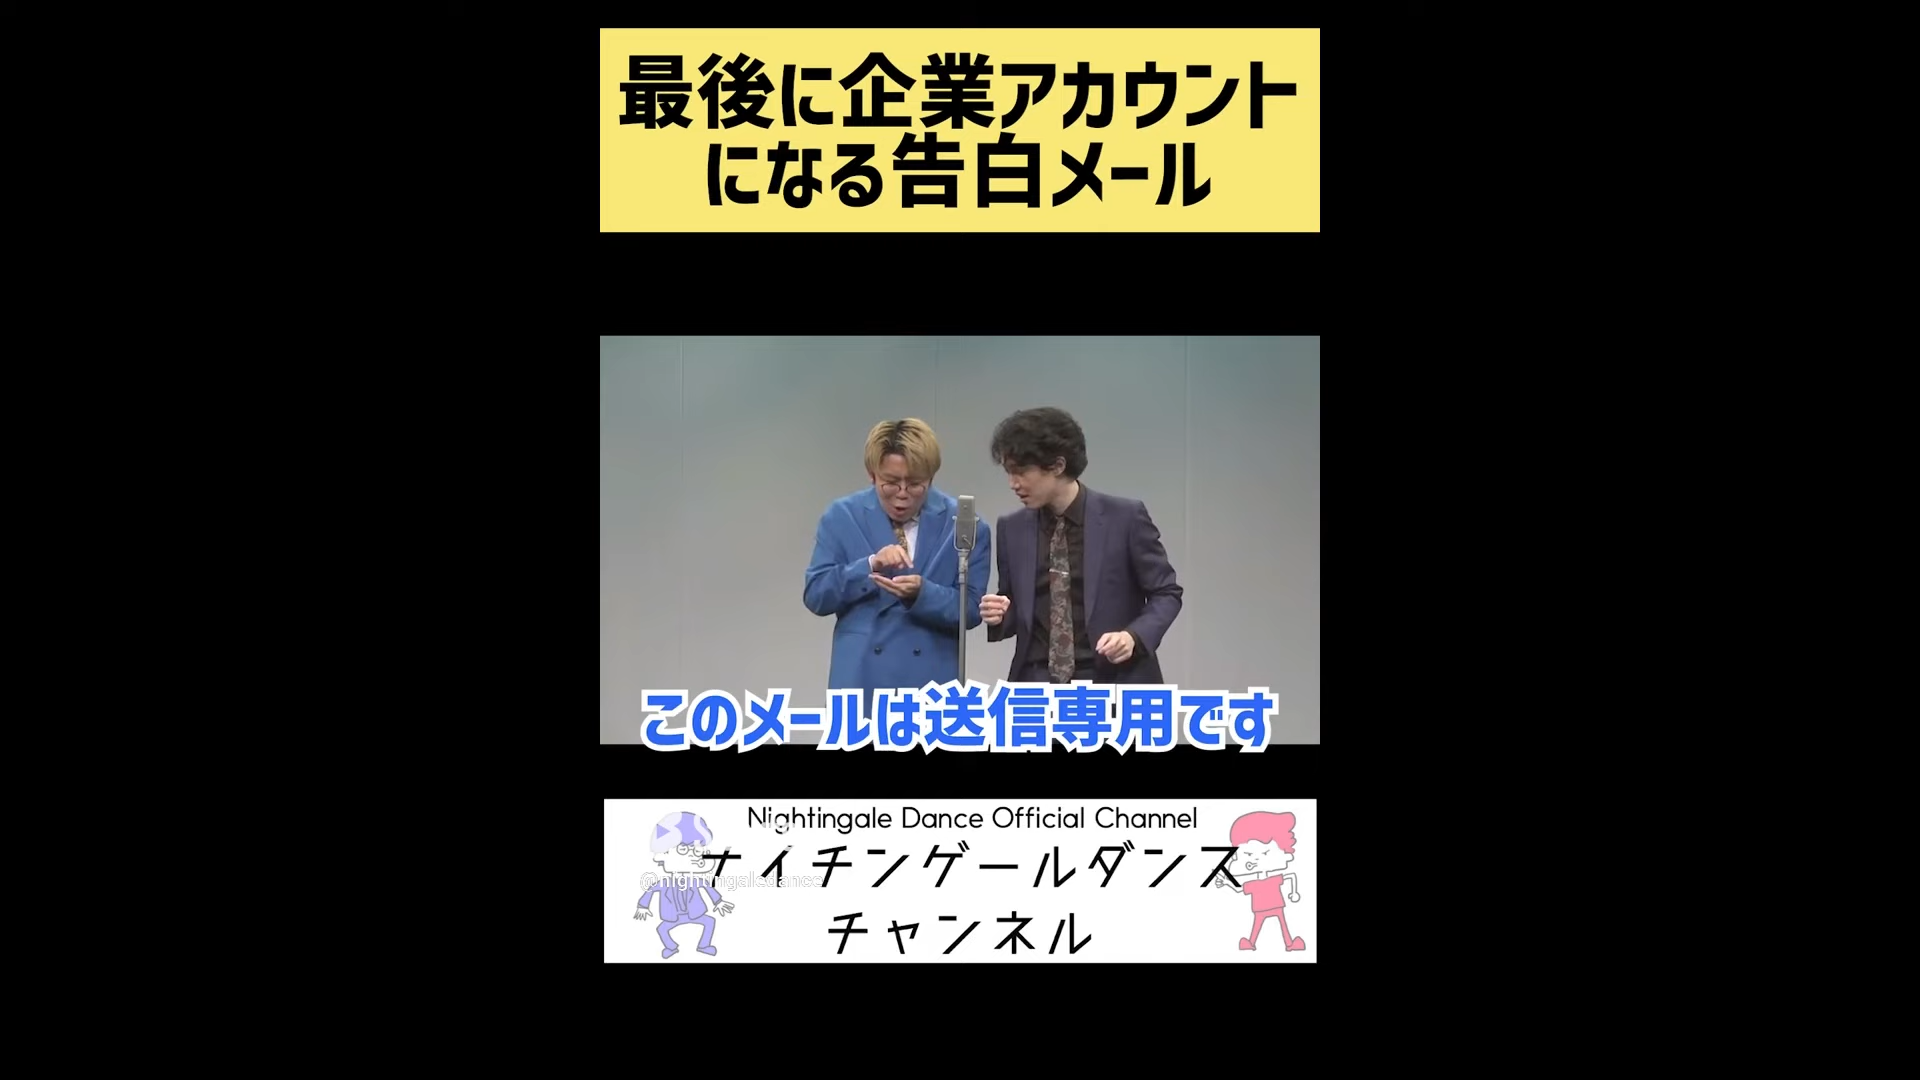 最後に企業アカウント
になる告白メール
このメールは送信専用です
Nightingale Dance Official Channel
ナイチンゲールダンス
@nightingaledance
チャンネル